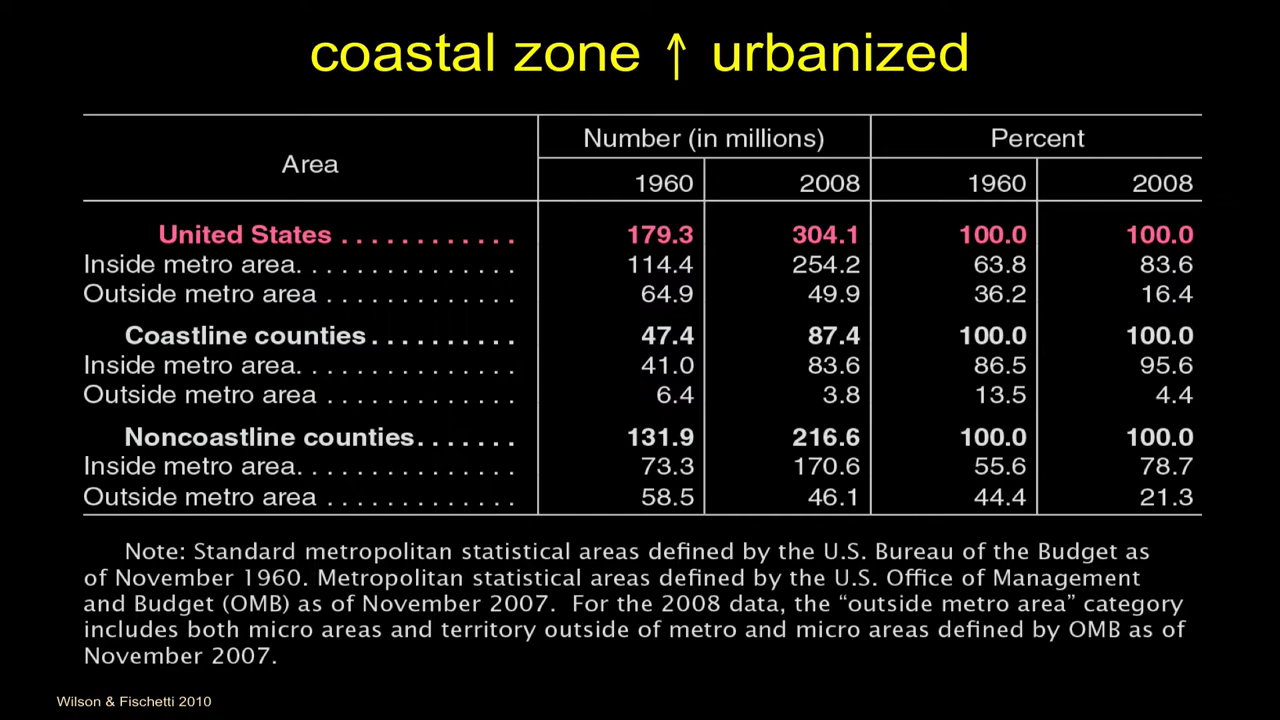 coastal zone ↑ urbanized
Area Number (in millions) Percent
1960 2008 1960 2008
United States . . . . . . . . . . . . 179.3 304.1 100.0 100.0
Inside metro area. . . . . . . . . . . . . . . 114.4 254.2 63.8 83.6
Outside metro area . . . . . . . . . . . . . 64.9 49.9 36.2 16.4
Coastline counties . . . . . . . . . . 47.4 87.4 100.0 100.0
Inside metro area. . . . . . . . . . . . . . . 41.0 83.6 86.5 95.6
Outside metro area . . . . . . . . . . . . . 6.4 3.8 13.5 4.4
Noncoastline counties. . . . . . . 131.9 216.6 100.0 100.0
Inside metro area. . . . . . . . . . . . . . . 73.3 170.6 55.6 78.7
Outside metro area . . . . . . . . . . . . . 58.5 46.1 44.4 21.3
Note: Standard metropolitan statistical areas defined by the U.S. Bureau of the Budget as
of November 1960. Metropolitan statistical areas defined by the U.S. Office of Management
and Budget (OMB) as of November 2007. For the 2008 data, the “outside metro area” category
includes both micro areas and territory outside of metro and micro areas defined by OMB as of
November 2007.
Wilson & Fischetti 2010